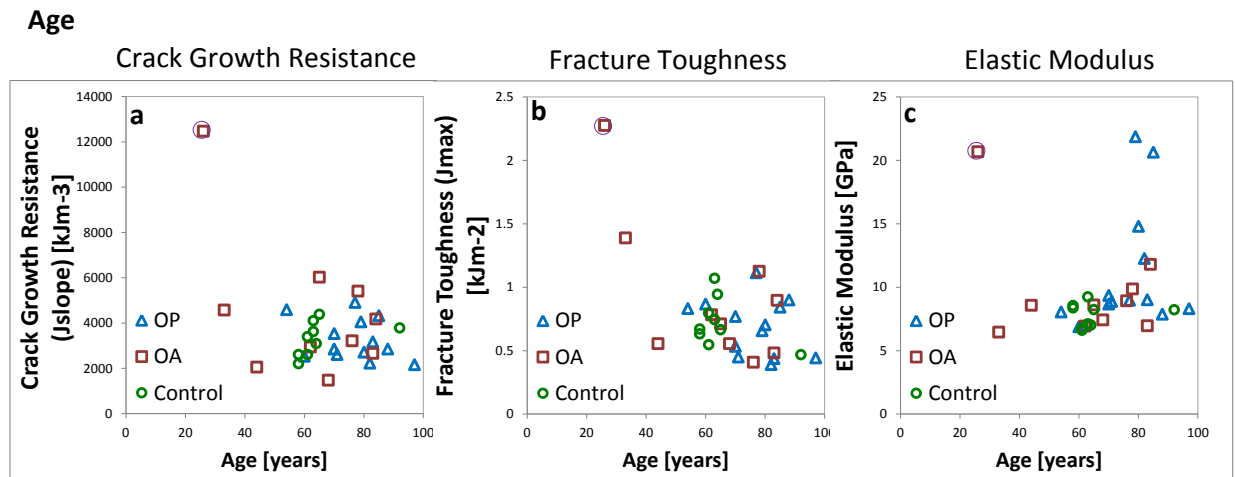 Age
Crack Growth Resistance
Fracture Toughness
Elastic Modulus
Crack Growth Resistance
(Jslope) [kJm-3]
14000
12000
10000
8000
6000
4000
2000
0
a
OP
OA
Control
0 20 40 60 80 100
Age [years]
Fracture Toughness (Jmax)
[kJm-2]
2.5
2
1.5
1
0.5
0
b
OP
OA
Control
0 20 40 60 80 100
Age [years]
Elastic Modulus [GPa]
25
20
15
10
5
0
c
OP
OA
Control
0 20 40 60 80 100
Age [years]